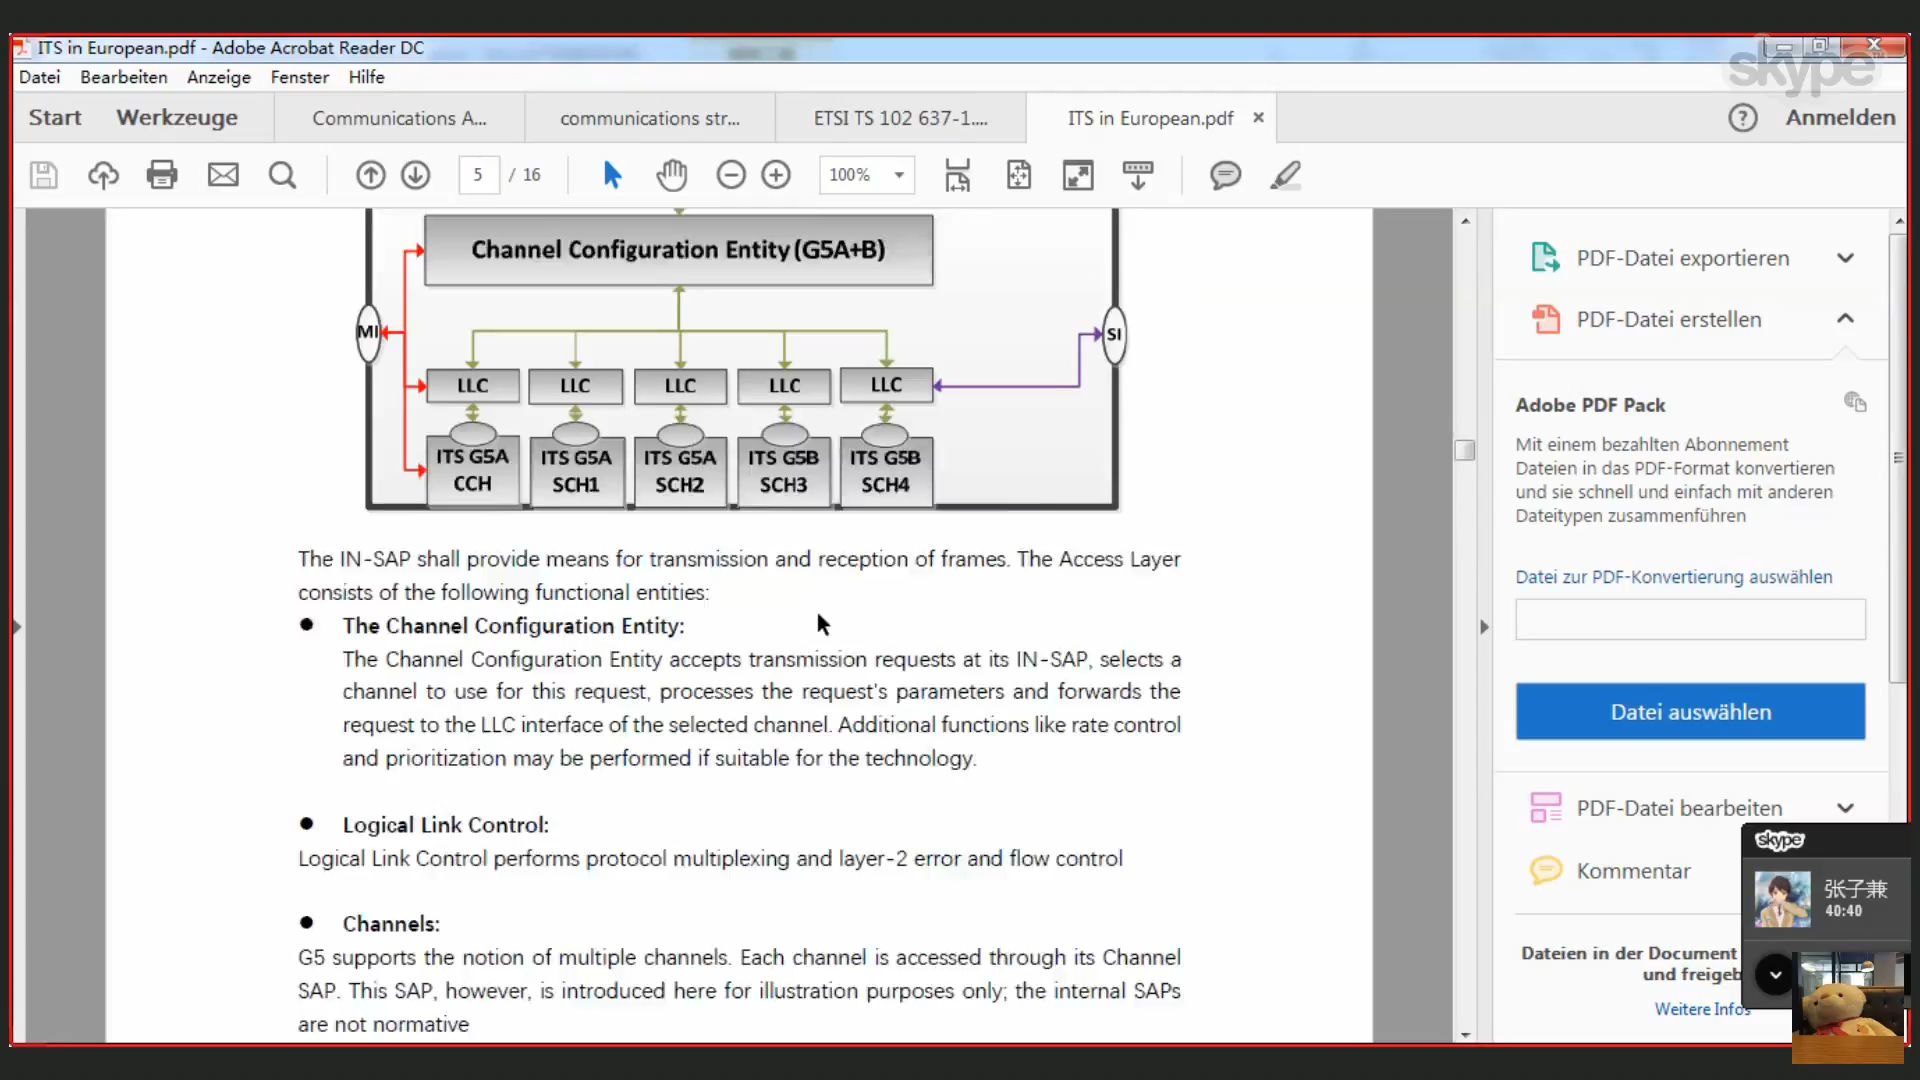 ITS in European.pdf - Adobe Acrobat Reader DC
skype
Datei Bearbeiten Anzeige Fenster Hilfe
Start Werkzeuge Communications A... communications str... ETSI TS 102 637-1.... ITS in European.pdf × ? Anmelden
5 / 16 100%
Channel Configuration Entity (G5A+B)
MI SI
LLC LLC LLC LLC LLC
ITS G5A ITS G5A ITS G5A ITS G5B ITS G5B
CCH SCH1 SCH2 SCH3 SCH4
The IN-SAP shall provide means for transmission and reception of frames. The Access Layer
consists of the following functional entities:
● The Channel Configuration Entity:
The Channel Configuration Entity accepts transmission requests at its IN-SAP, selects a
channel to use for this request, processes the request's parameters and forwards the
request to the LLC interface of the selected channel. Additional functions like rate control
and prioritization may be performed if suitable for the technology.
● Logical Link Control:
Logical Link Control performs protocol multiplexing and layer-2 error and flow control
● Channels:
G5 supports the notion of multiple channels. Each channel is accessed through its Channel
SAP. This SAP, however, is introduced here for illustration purposes only; the internal SAPs
are not normative
PDF-Datei exportieren
PDF-Datei erstellen
Adobe PDF Pack
Mit einem bezahlten Abonnement
Dateien in das PDF-Format konvertieren
und sie schnell und einfach mit anderen
Dateitypen zusammenführen
Datei zur PDF-Konvertierung auswählen
Datei auswählen
PDF-Datei bearbeiten
Kommentar
Dateien in der Document
und freigeb
Weitere Infos
skype
张子兼
40:40